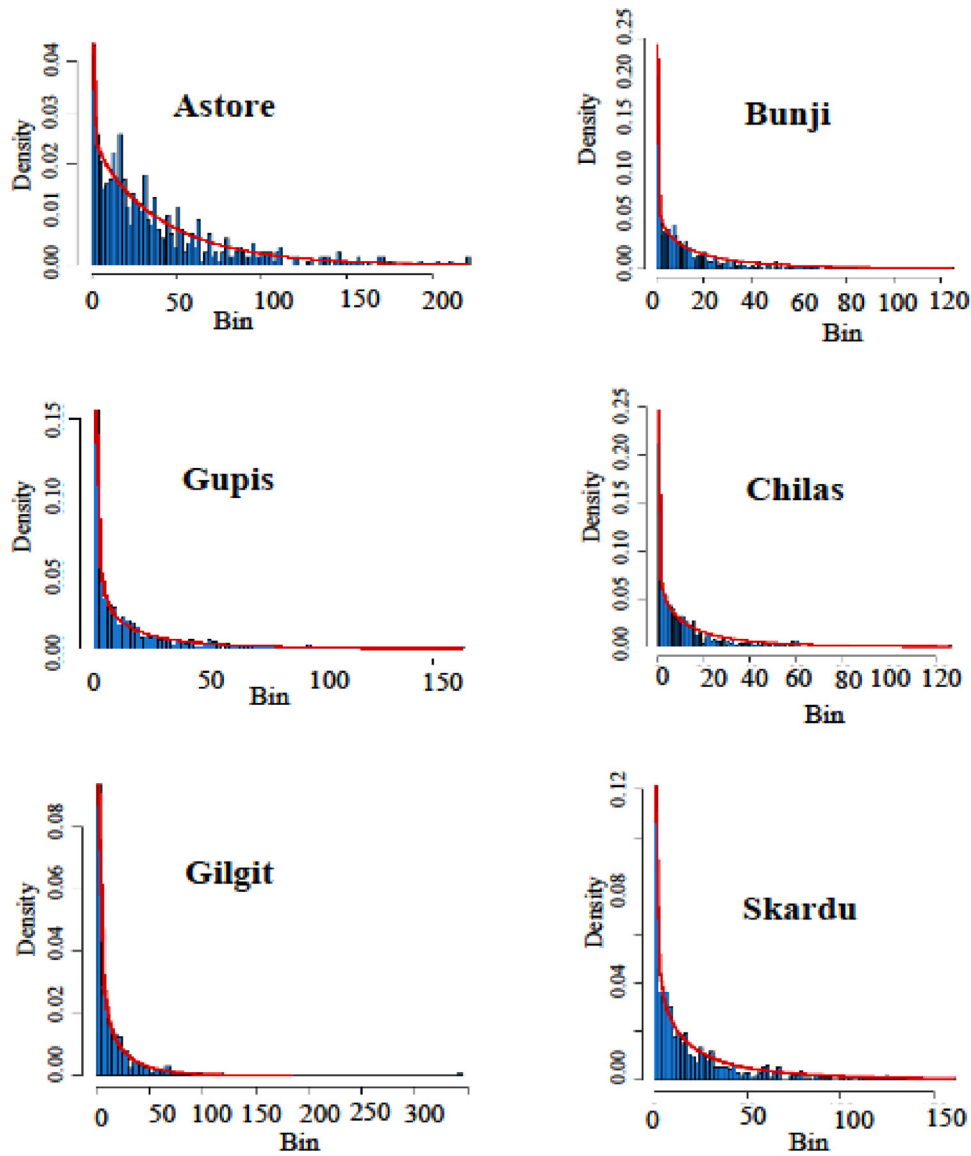 Astore
Density
0.00 0.01 0.02 0.03 0.04
0 50 100 150 200
Bin
Bunji
Density
0.00 0.05 0.10 0.15 0.20 0.25
0 20 40 60 80 100 120
Bin
Gupis
Density
0.00 0.05 0.10 0.15
0 50 100 150
Bin
Chilas
Density
0.00 0.05 0.10 0.15 0.20 0.25
0 20 40 60 80 100 120
Bin
Gilgit
Density
0.00 0.02 0.04 0.06 0.08
0 50 100 150 200 250 300
Bin
Skardu
Density
0.00 0.04 0.08 0.12
0 50 100 150
Bin